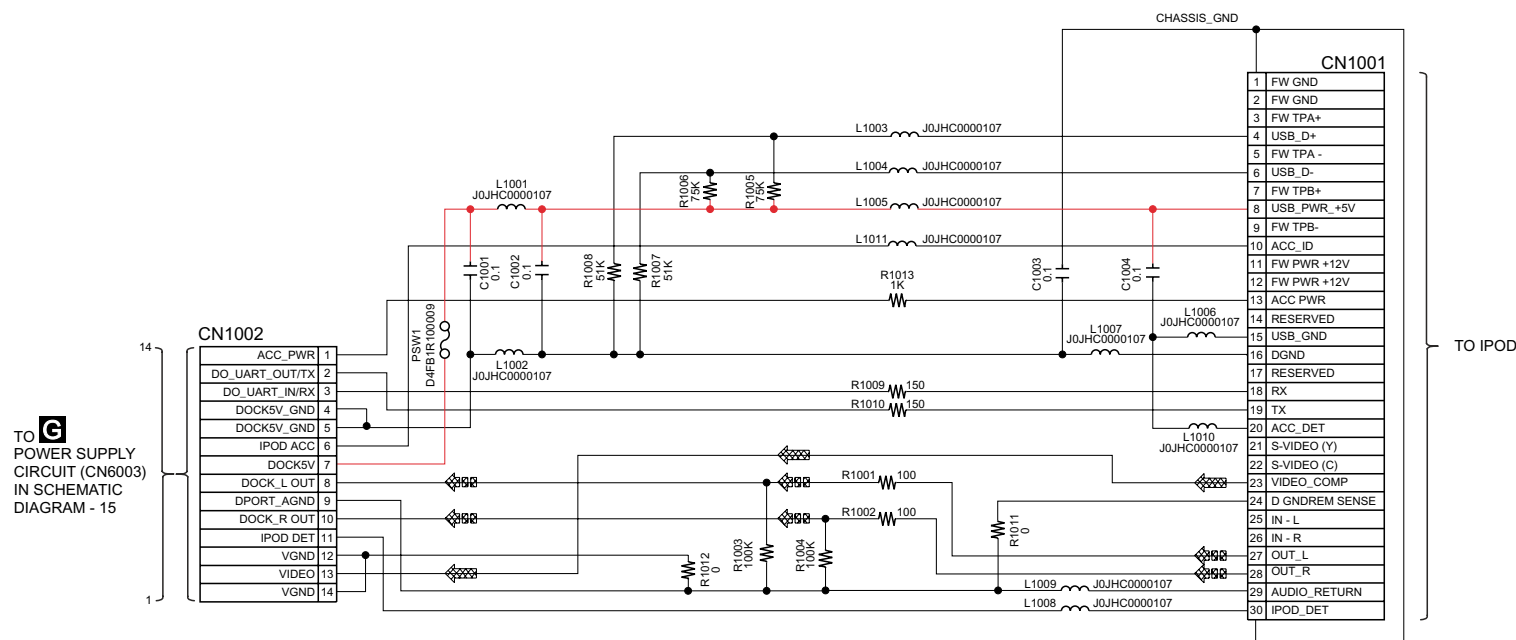 CHASSIS_GND
CN1001
1 FW GND
2 FW GND
3 FW TPA+
4 USB_D+
5 FW TPA -
6 USB_D-
7 FW TPB+
8 USB_PWR_+5V
9 FW TPB-
10 ACC_ID
11 FW PWR +12V
12 FW PWR +12V
13 ACC PWR
14 RESERVED
15 USB_GND
16 DGND
17 RESERVED
18 RX
19 TX
20 ACC_DET
21 S-VIDEO (Y)
22 S-VIDEO (C)
23 VIDEO_COMP
24 D GNDREM SENSE
25 IN - L
26 IN - R
27 OUT_L
28 OUT_R
29 AUDIO_RETURN
30 IPOD_DET
TO IPOD
L1003 J0JHC0000107
L1004 J0JHC0000107
L1001
J0JHC0000107
R1006
75K
R1005
75K
L1005 J0JHC0000107
L1011 J0JHC0000107
C1001
0.1
C1002
0.1
R1008
51K
R1007
51K
R1013
1K
C1003
0.1
C1004
0.1
L1006
J0JHC0000107
L1007
J0JHC0000107
PSW1
D4FB1R100009
L1002
J0JHC0000107
R1009 150
R1010 150
L1010
J0JHC0000107
R1001 100
R1002 100
R1011
0
R1012
0
R1003
100K
R1004
100K
L1009 J0JHC0000107
L1008 J0JHC0000107
CN1002
14
ACC_PWR 1
DO_UART_OUT/TX 2
DO_UART_IN/RX 3
DOCK5V_GND 4
DOCK5V_GND 5
IPOD ACC 6
DOCK5V 7
DOCK_L OUT 8
DPORT_AGND 9
DOCK_R OUT 10
IPOD DET 11
VGND 12
VIDEO 13
VGND 14
1
TO G
POWER SUPPLY
CIRCUIT (CN6003)
IN SCHEMATIC
DIAGRAM - 15